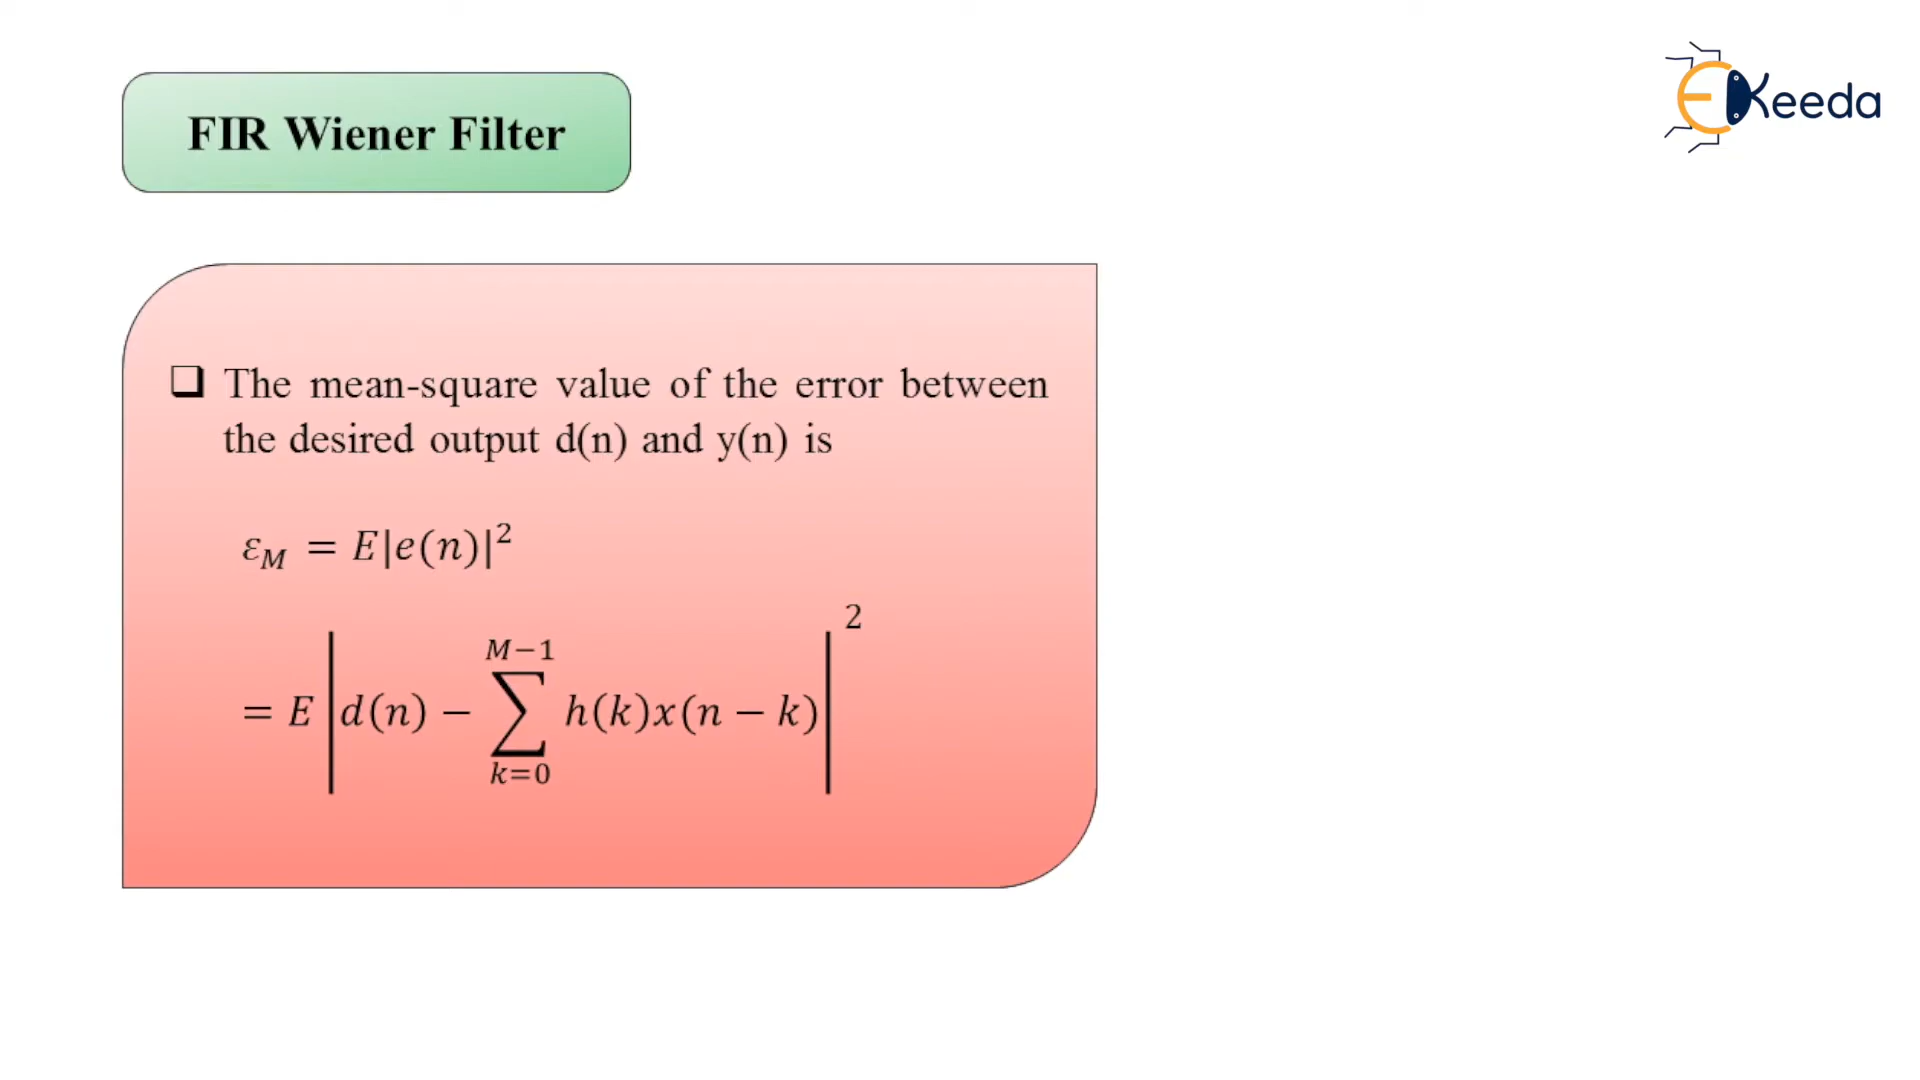 FIR Wiener Filter
EKeeda
❑ The mean-square value of the error between
the desired output d(n) and y(n) is
ε_M = E|e(n)|²
= E |d(n) − ∑_{k=0}^{M−1} h(k)x(n − k)|²